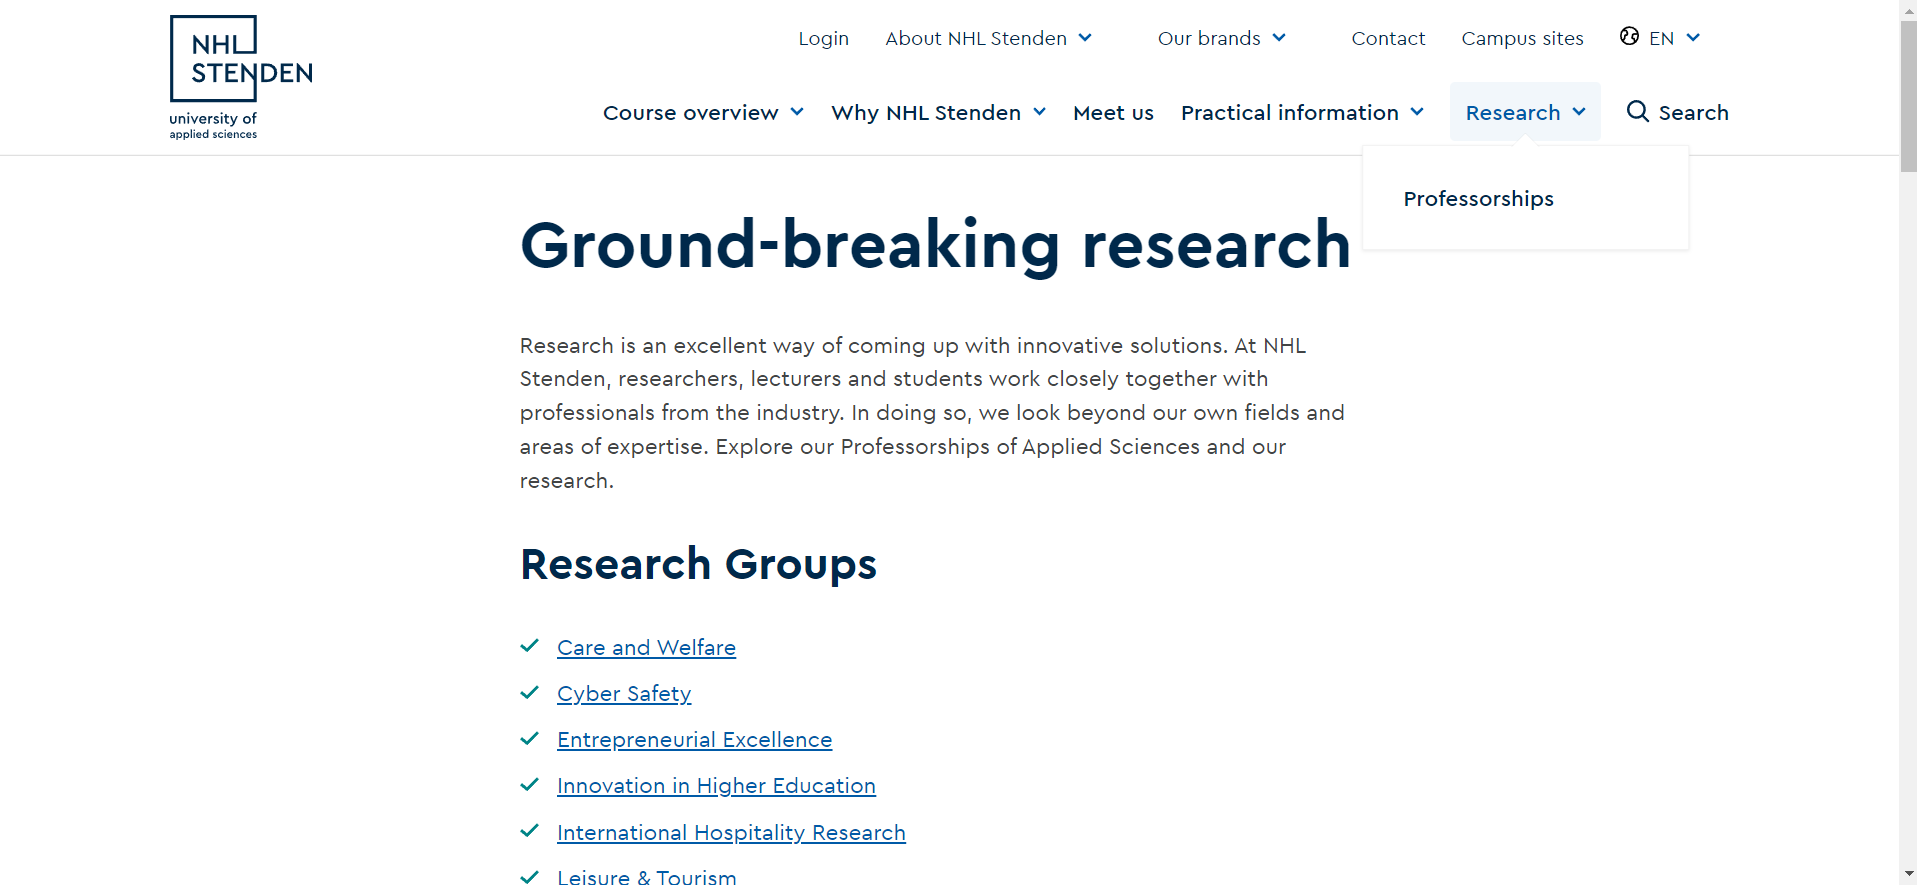 NHL
STENDEN
university of
applied sciences
Login About NHL Stenden Our brands Contact Campus sites EN
Course overview Why NHL Stenden Meet us Practical information Research Search
Professorships
Ground-breaking research
Research is an excellent way of coming up with innovative solutions. At NHL
Stenden, researchers, lecturers and students work closely together with
professionals from the industry. In doing so, we look beyond our own fields and
areas of expertise. Explore our Professorships of Applied Sciences and our
research.
Research Groups
Care and Welfare
Cyber Safety
Entrepreneurial Excellence
Innovation in Higher Education
International Hospitality Research
Leisure & Tourism